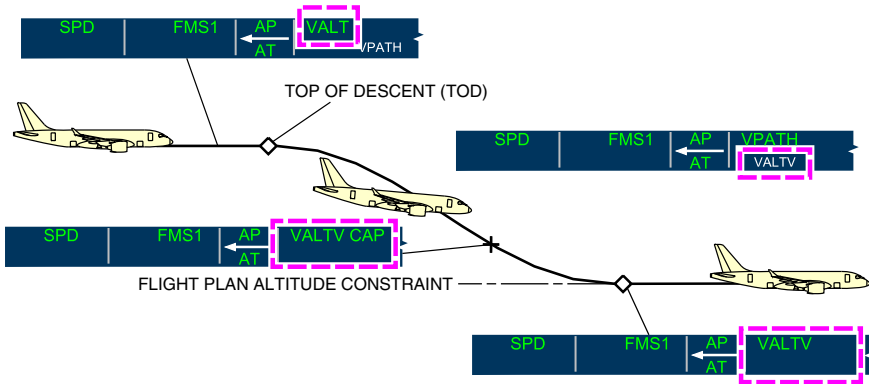 SPD FMS1 AP VALT
AT VPATH
TOP OF DESCENT (TOD)
SPD FMS1 AP VPATH
AT VALTV
SPD FMS1 AP VALTV CAP
AT
FLIGHT PLAN ALTITUDE CONSTRAINT
SPD FMS1 AP VALTV
AT